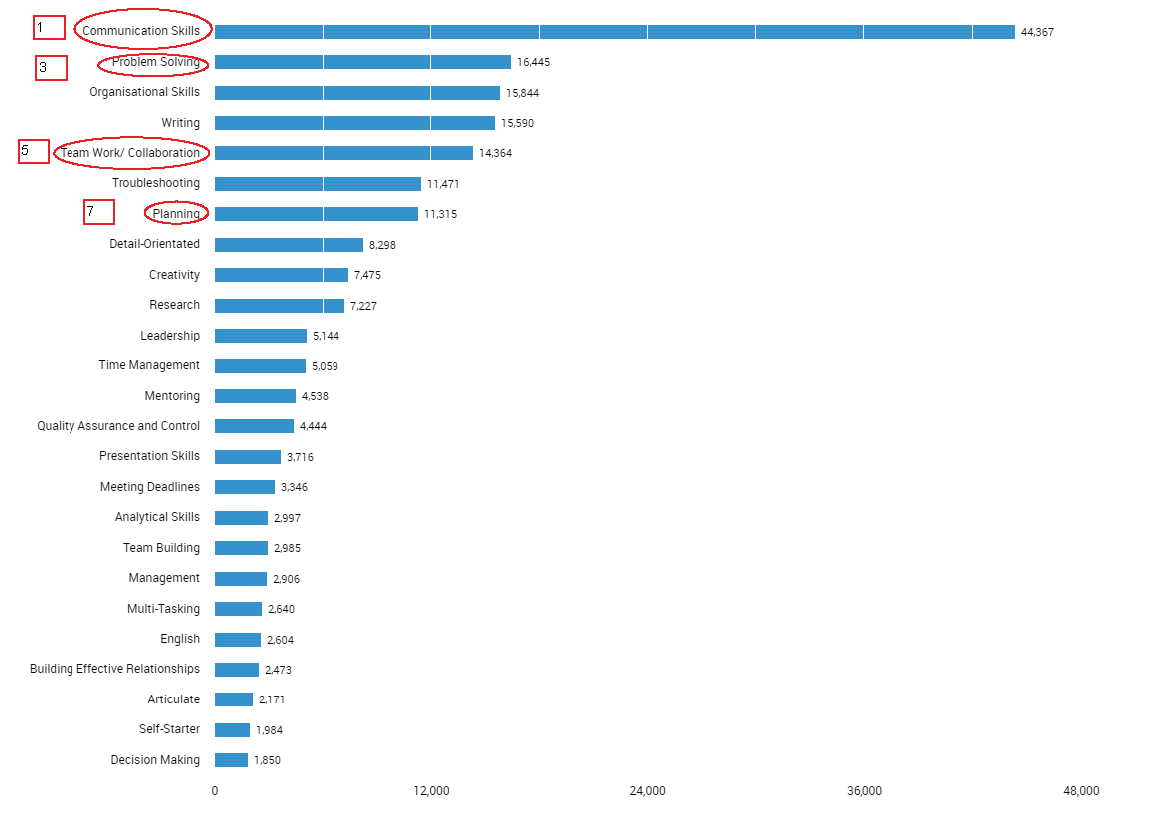 1 Communication Skills 44,367
3 Problem Solving 16,445
Organisational Skills 15,844
Writing 15,590
5 Team Work/ Collaboration 14,364
Troubleshooting 11,471
7 Planning 11,315
Detail-Orientated 8,298
Creativity 7,475
Research 7,227
Leadership 5,144
Time Management 5,059
Mentoring 4,538
Quality Assurance and Control 4,444
Presentation Skills 3,716
Meeting Deadlines 3,346
Analytical Skills 2,997
Team Building 2,985
Management 2,906
Multi-Tasking 2,640
English 2,604
Building Effective Relationships 2,473
Articulate 2,171
Self-Starter 1,984
Decision Making 1,850
0 12,000 24,000 36,000 48,000